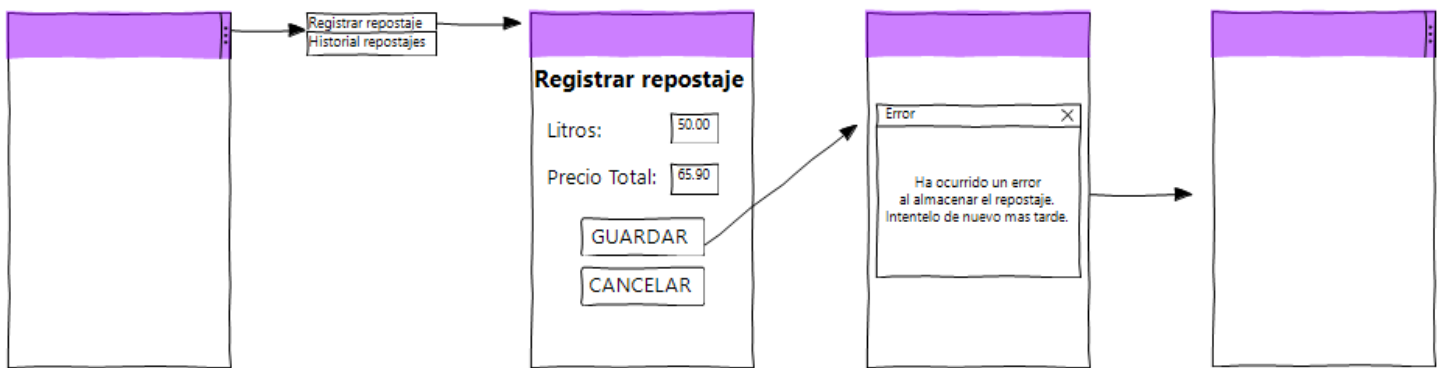 Registrar repostaje
Historial repostajes
Registrar repostaje
Litros:
50.00
Precio Total:
65.90
GUARDAR
CANCELAR
Error
Ha ocurrido un error
al almacenar el repostaje.
Intentelo de nuevo mas tarde.